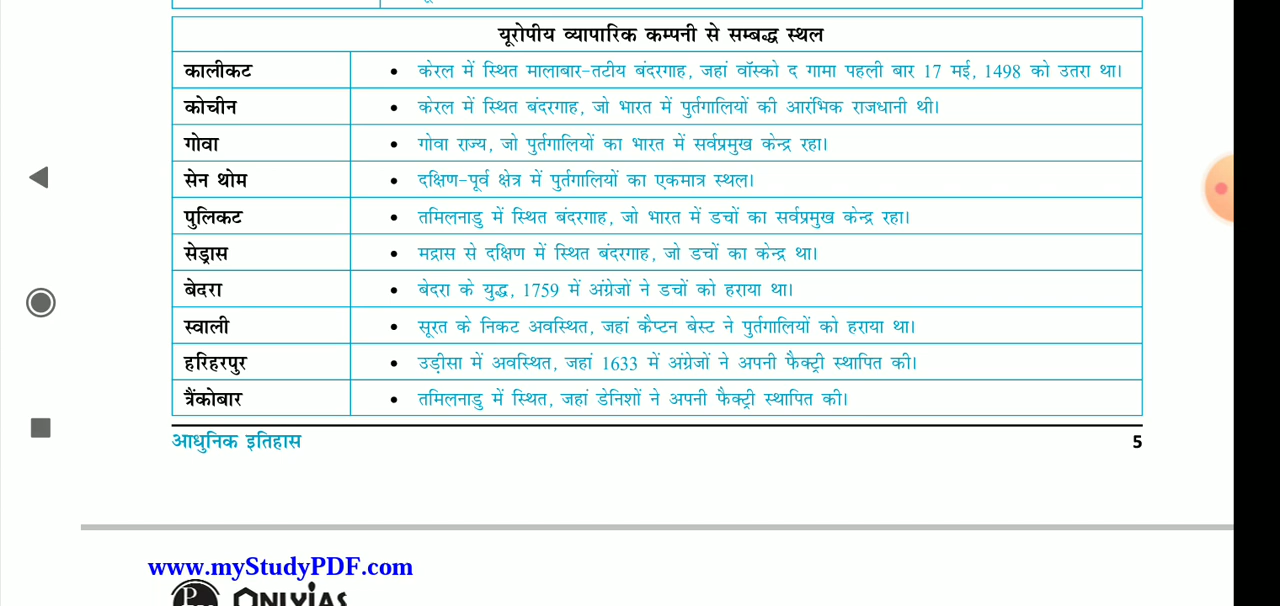 यूरोपीय व्यापारिक कम्पनी से सम्बद्ध स्थल
कालीकट • केरल में स्थित मालाबार-तटीय बंदरगाह, जहां वॉस्को द गामा पहली बार 17 मई, 1498 को उतरा था।
कोचीन • केरल में स्थित बंदरगाह, जो भारत में पुर्तगालियों की आरंभिक राजधानी थी।
गोवा • गोवा राज्य, जो पुर्तगालियों का भारत में सर्वप्रमुख केन्द्र रहा।
सेन थोम • दक्षिण-पूर्व क्षेत्र में पुर्तगालियों का एकमात्र स्थल।
पुलिकट • तमिलनाडु में स्थित बंदरगाह, जो भारत में डचों का सर्वप्रमुख केन्द्र रहा।
सेड्रास • मद्रास से दक्षिण में स्थित बंदरगाह, जो डचों का केन्द्र था।
बेदरा • बेदरा के युद्ध, 1759 में अंग्रेजों ने डचों को हराया था।
स्वाली • सूरत के निकट अवस्थित, जहां कैप्टन बेस्ट ने पुर्तगालियों को हराया था।
हरिहरपुर • उड़ीसा में अवस्थित, जहां 1633 में अंग्रेजों ने अपनी फैक्ट्री स्थापित की।
त्रैंकोबार • तमिलनाडु में स्थित, जहां डेनिशों ने अपनी फैक्ट्री स्थापित की।
आधुनिक इतिहास 5
www.myStudyPDF.com
ONLYIAS